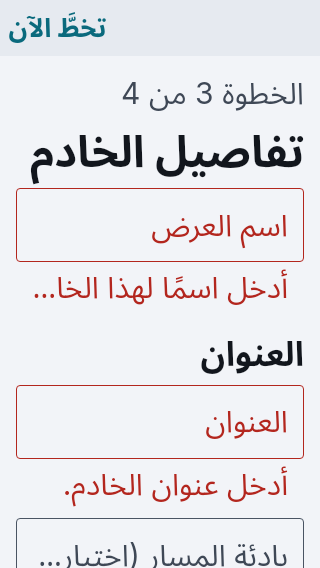 تخطَّ الآن
الخطوة 3 من 4
تفاصيل الخادم
اسم العرض
أدخل اسمًا لهذا الخا...
العنوان
العنوان
أدخل عنوان الخادم.
بادئة المسار (اختيار...